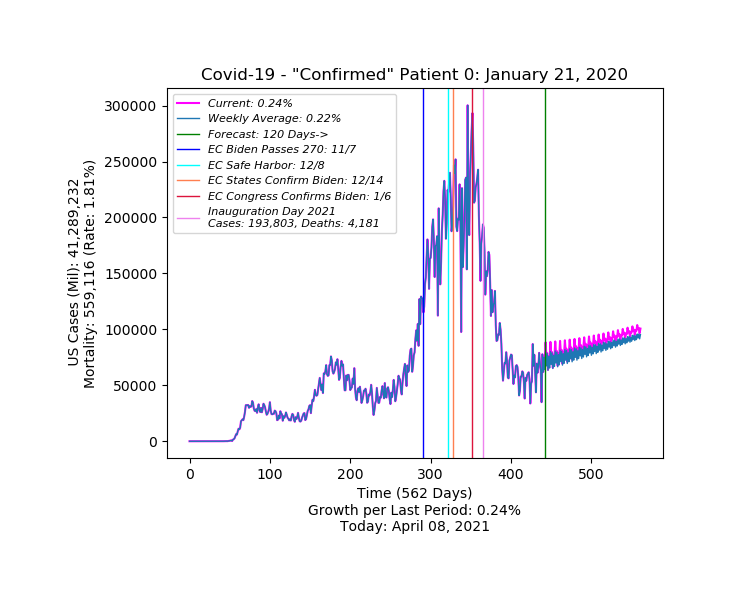 Covid-19 - "Confirmed" Patient 0: January 21, 2020
Current: 0.24%
Weekly Average: 0.22%
Forecast: 120 Days->
EC Biden Passes 270: 11/7
EC Safe Harbor: 12/8
EC States Confirm Biden: 12/14
EC Congress Confirms Biden: 1/6
Inauguration Day 2021
Cases: 193,803, Deaths: 4,181
US Cases (Mil): 41,289,232
Mortality: 559,116 (Rate: 1.81%)
300000
250000
200000
150000
100000
50000
0
0 100 200 300 400 500
Time (562 Days)
Growth per Last Period: 0.24%
Today: April 08, 2021